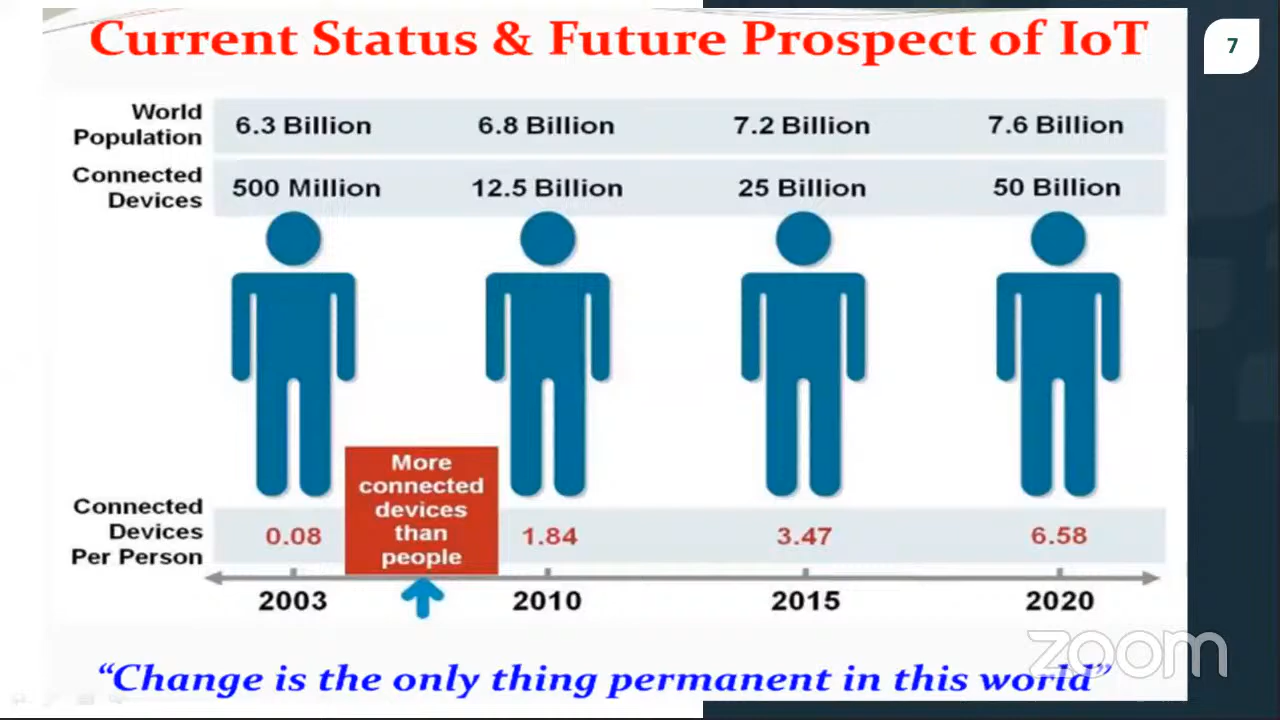 Current Status & Future Prospect of IoT
7
World
Population
6.3 Billion
6.8 Billion
7.2 Billion
7.6 Billion
Connected
Devices
500 Million
12.5 Billion
25 Billion
50 Billion
More
connected
devices
than
people
Connected
Devices
Per Person
0.08
1.84
3.47
6.58
2003
2010
2015
2020
zoom
“Change is the only thing permanent in this world”